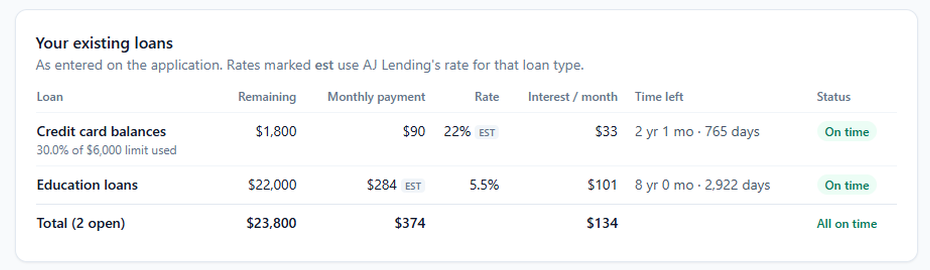 Your existing loans
As entered on the application. Rates marked est use AJ Lending's rate for that loan type.
Loan Remaining Monthly payment Rate Interest / month Time left Status
Credit card balances $1,800 $90 22% EST $33 2 yr 1 mo · 765 days On time
30.0% of $6,000 limit used
Education loans $22,000 $284 EST 5.5% $101 8 yr 0 mo · 2,922 days On time
Total (2 open) $23,800 $374 $134 All on time